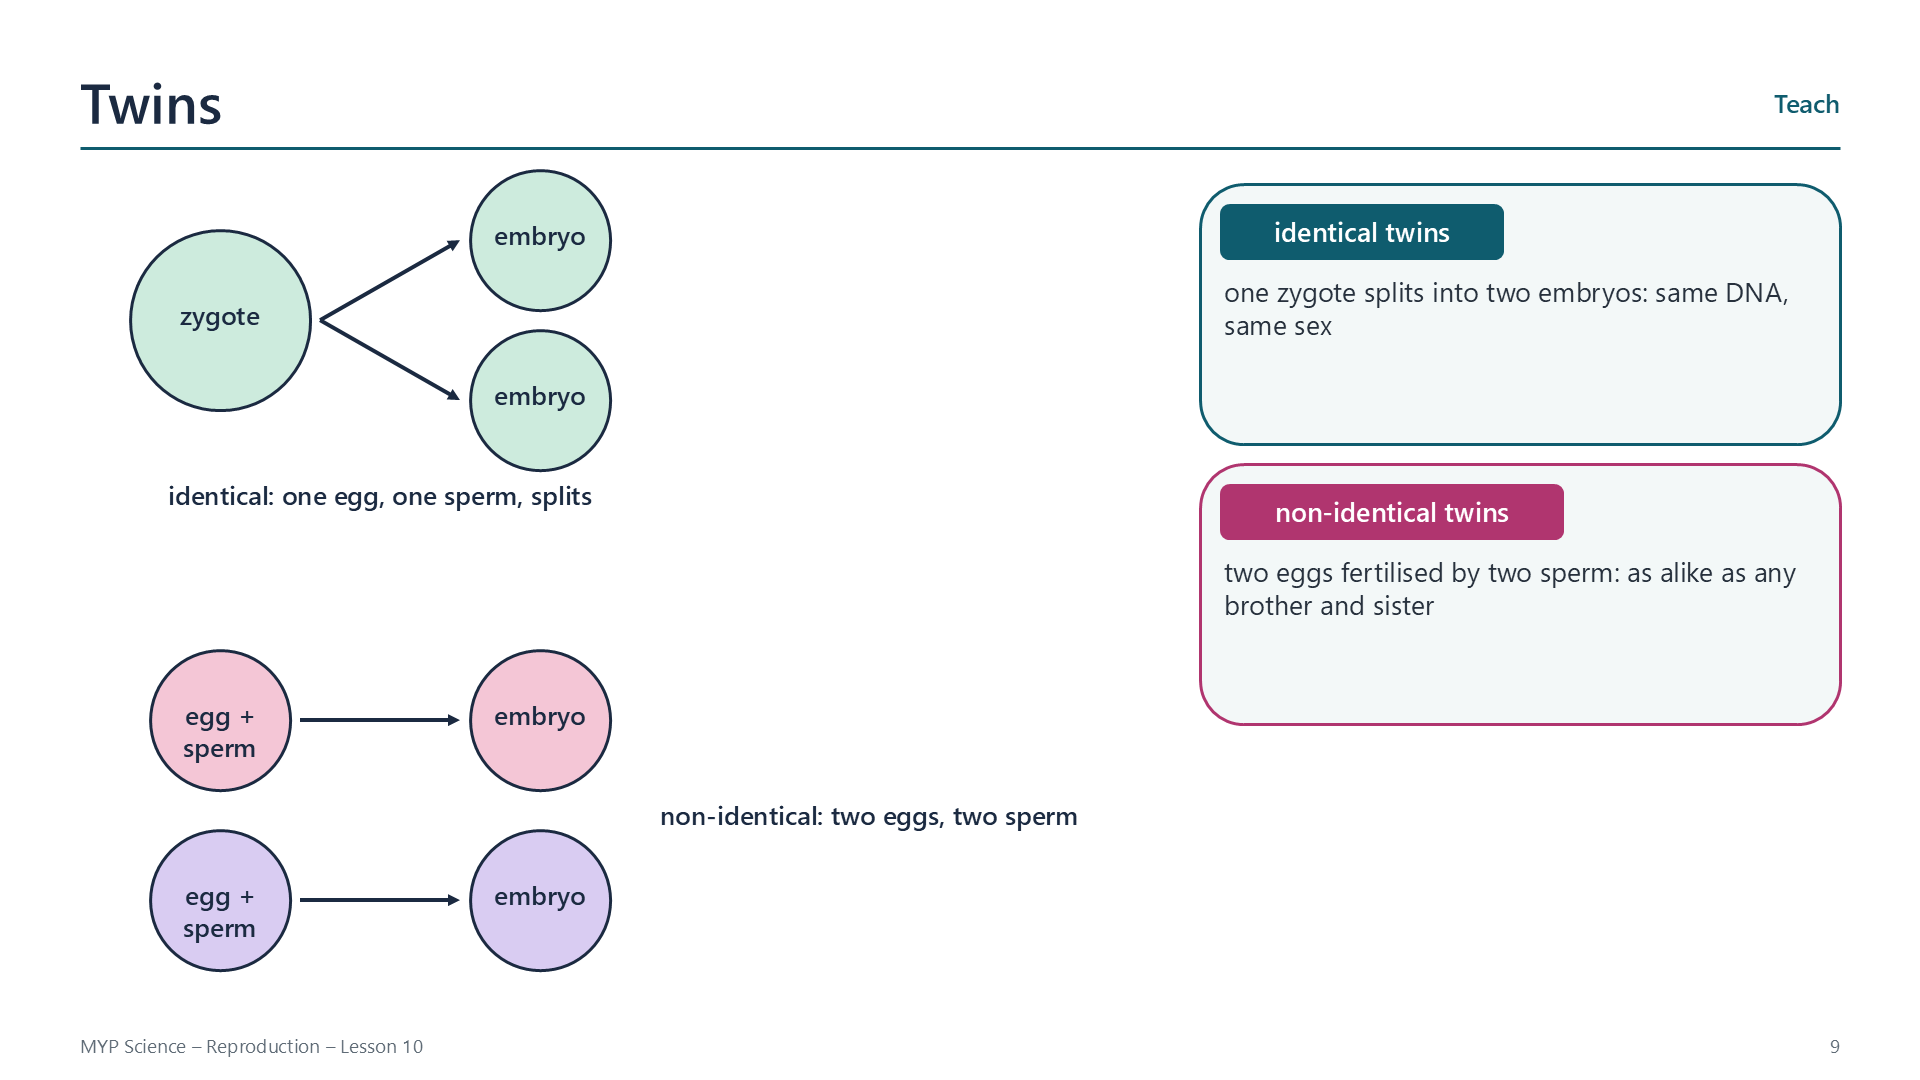 Twins
Teach
zygote
embryo
embryo
identical: one egg, one sperm, splits
egg +
sperm
embryo
non-identical: two eggs, two sperm
egg +
sperm
embryo
identical twins
one zygote splits into two embryos: same DNA,
same sex
non-identical twins
two eggs fertilised by two sperm: as alike as any
brother and sister
MYP Science – Reproduction – Lesson 10
9